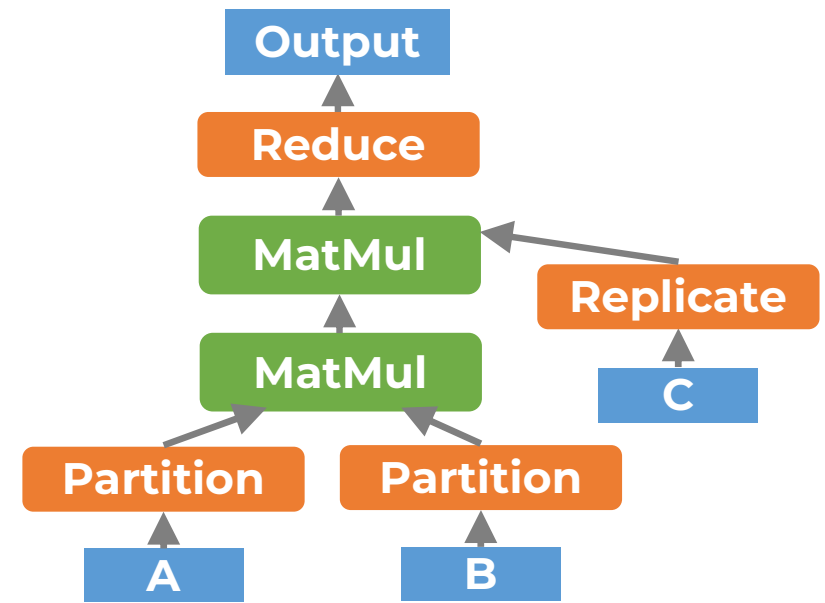 Output
Reduce
MatMul
Replicate
MatMul
C
Partition
Partition
A
B